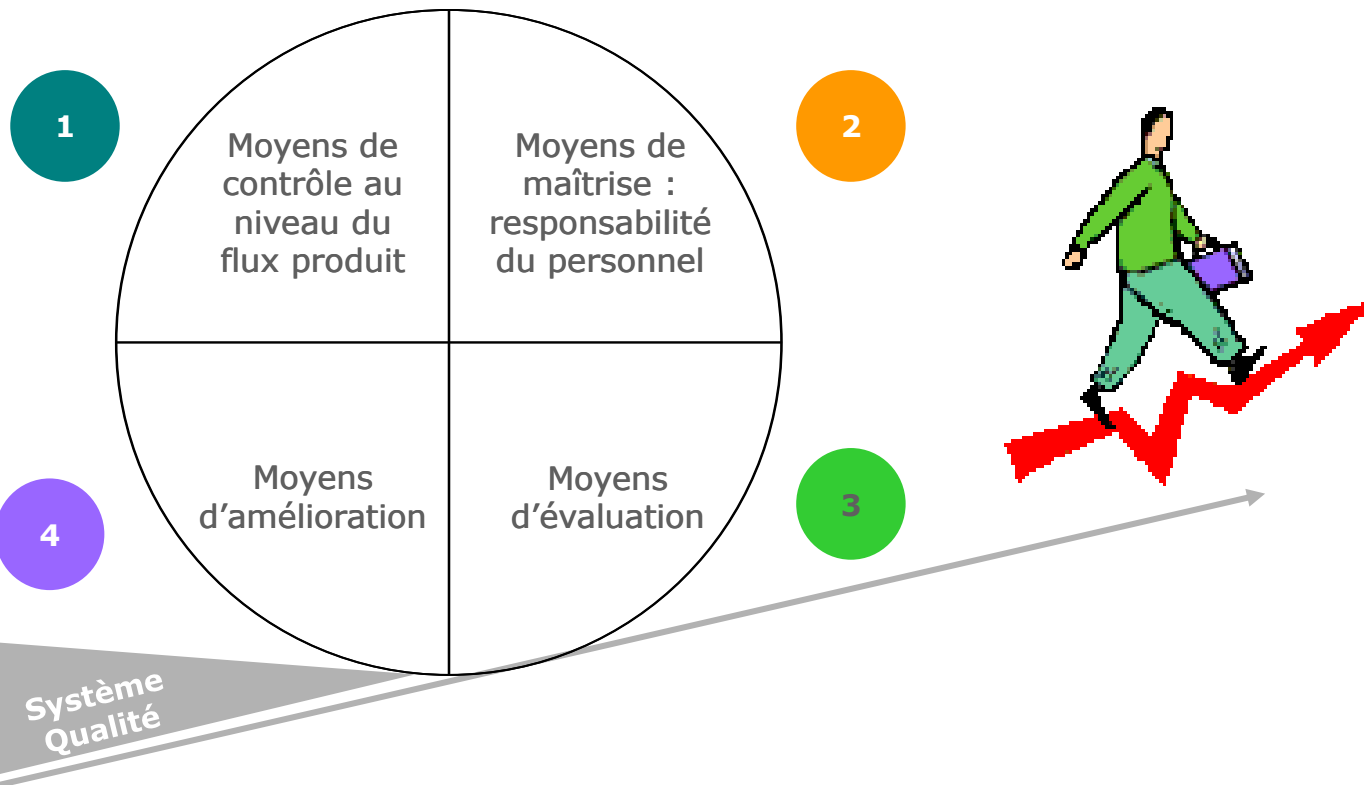 1
Moyens de
contrôle au
niveau du
flux produit
2
Moyens de
maîtrise :
responsabilité
du personnel
4
Moyens
d’amélioration
Moyens
d’évaluation
3
Système
Qualité